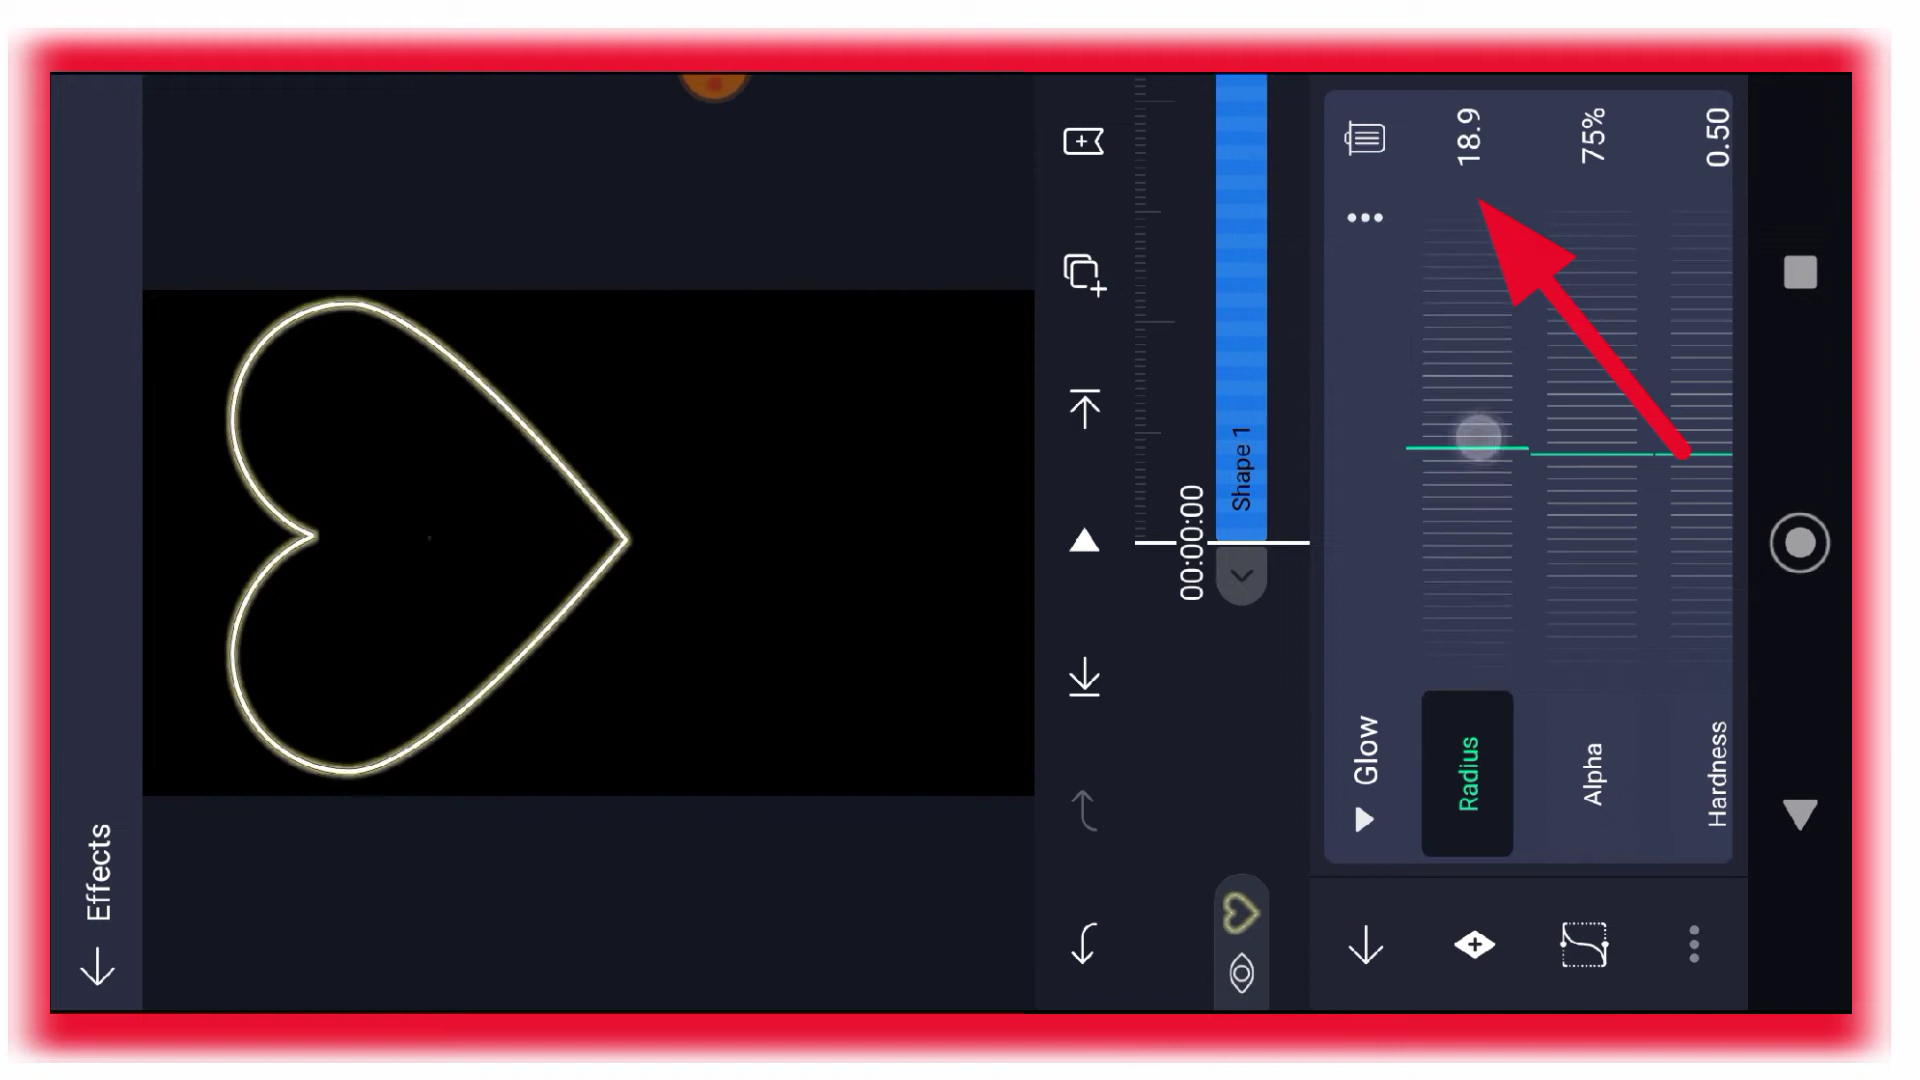 Effects
00:00:00
Shape 1
Glow
Radius 18.9
Alpha 75%
Hardness 0.50